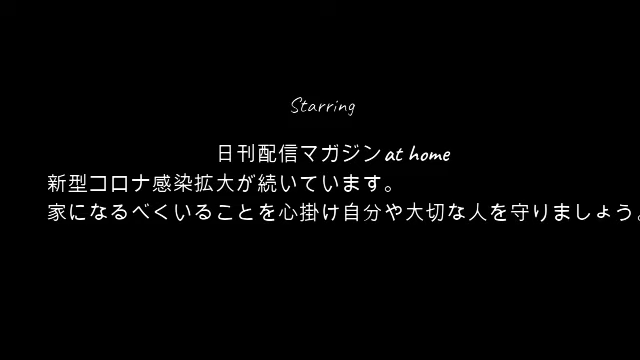 Starring
日刊配信マガジンat home
新型コロナ感染拡大が続いています。
家になるべくいることを心掛け自分や大切な人を守りましょう。